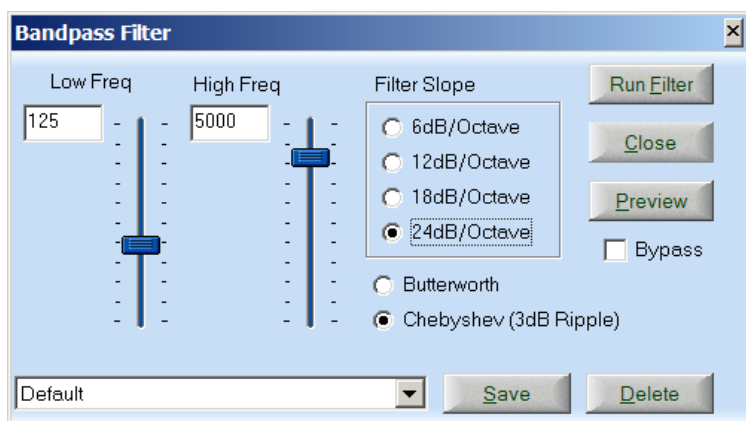 Bandpass Filter
Low Freq
125
High Freq
5000
Filter Slope
6dB/Octave
12dB/Octave
18dB/Octave
24dB/Octave
Butterworth
Chebyshev (3dB Ripple)
Run Filter
Close
Preview
Bypass
Default
Save
Delete